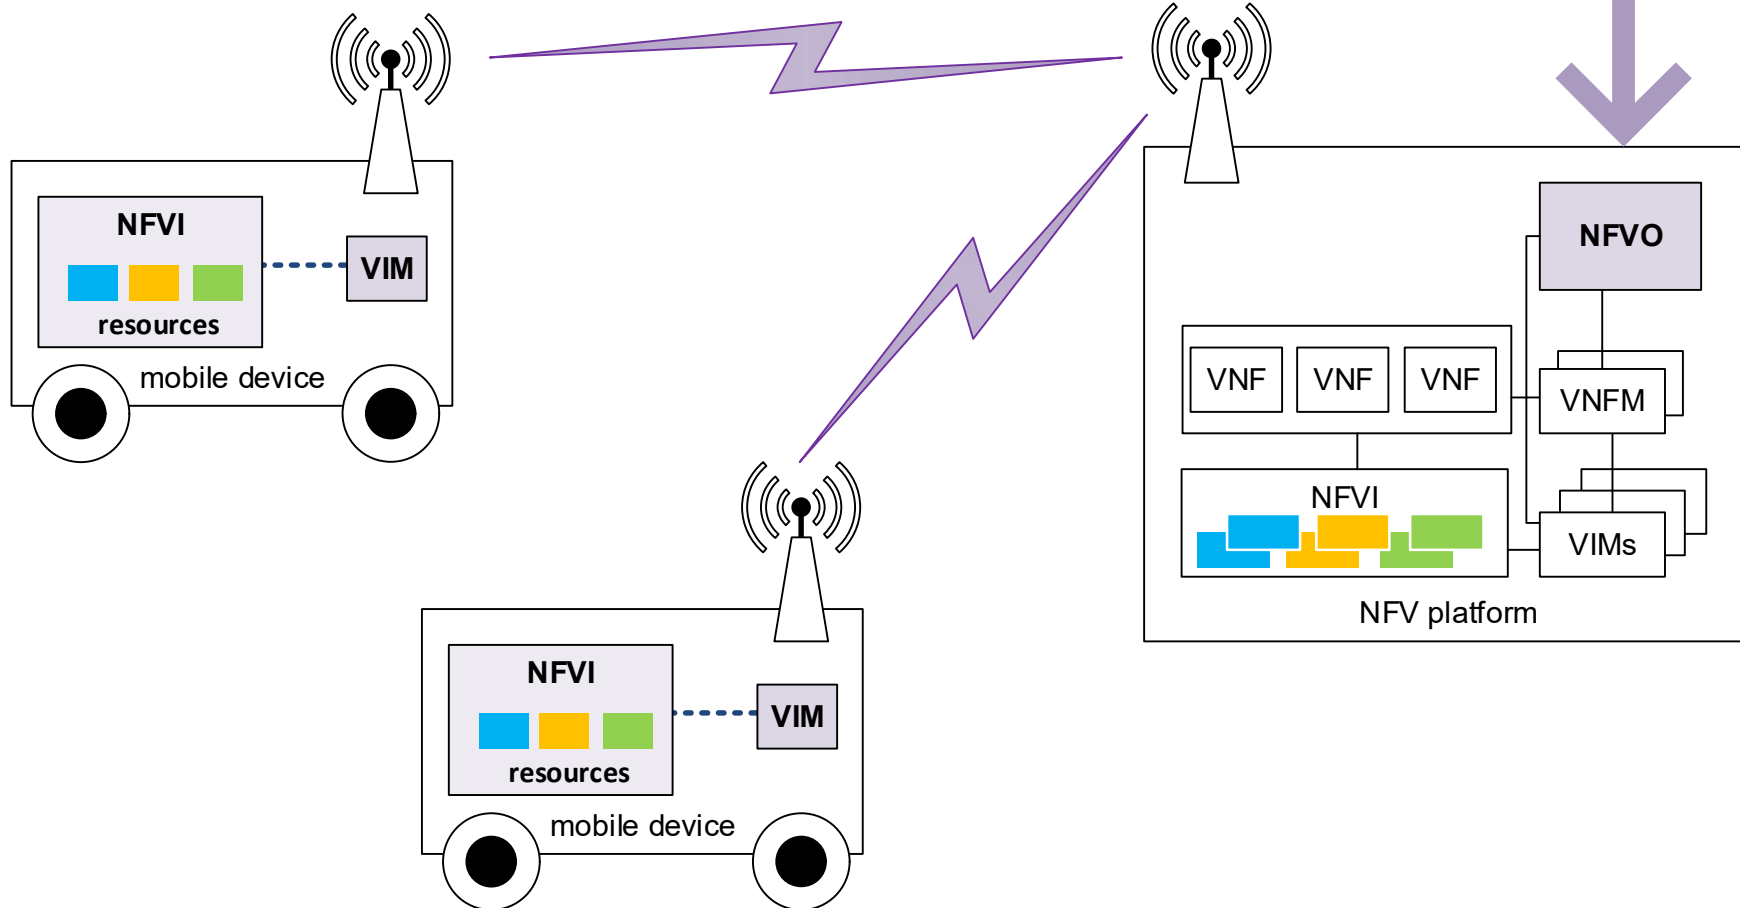 NFVI
resources
VIM
mobile device
NFVI
resources
VIM
mobile device
NFVO
VNF VNF VNF
VNFM
NFVI
VIMs
NFV platform